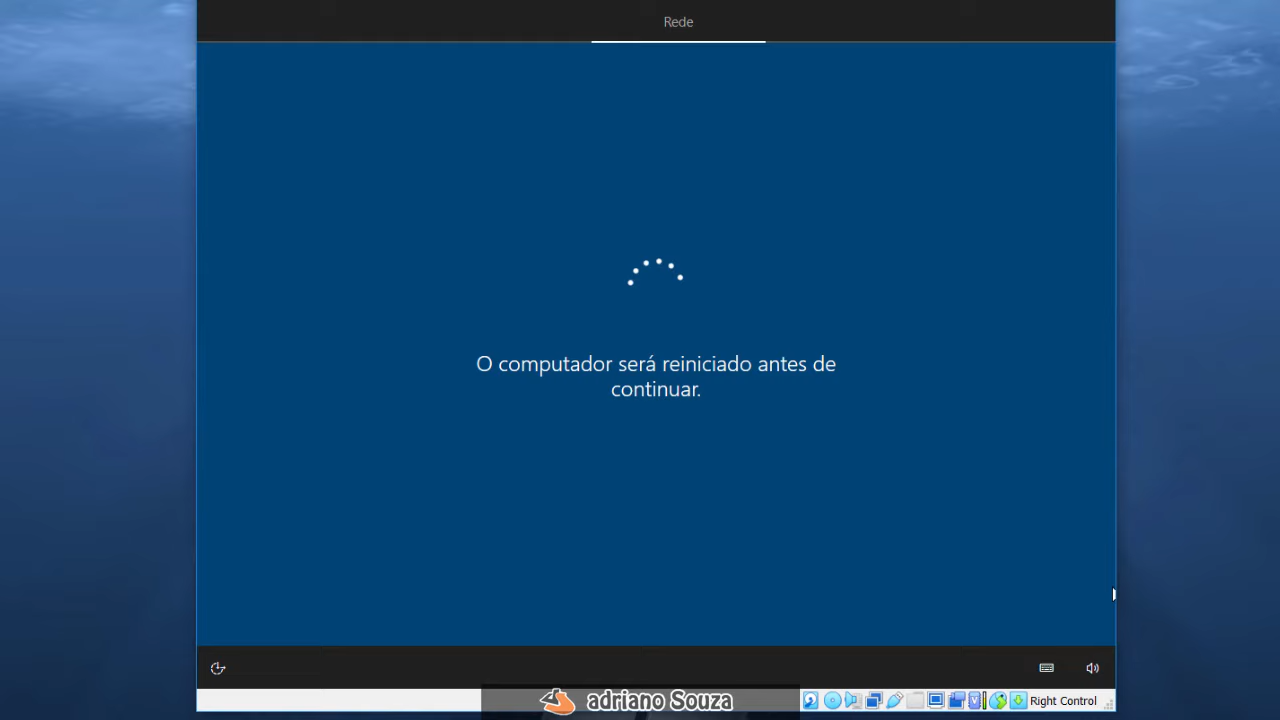 Rede
O computador será reiniciado antes de
continuar.
adriano Souza
Right Control